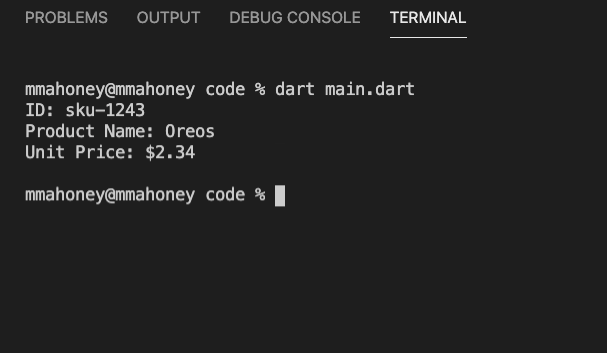 PROBLEMS OUTPUT DEBUG CONSOLE TERMINAL
mmahoney@mmahoney code % dart main.dart
ID: sku-1243
Product Name: Oreos
Unit Price: $2.34
mmahoney@mmahoney code %